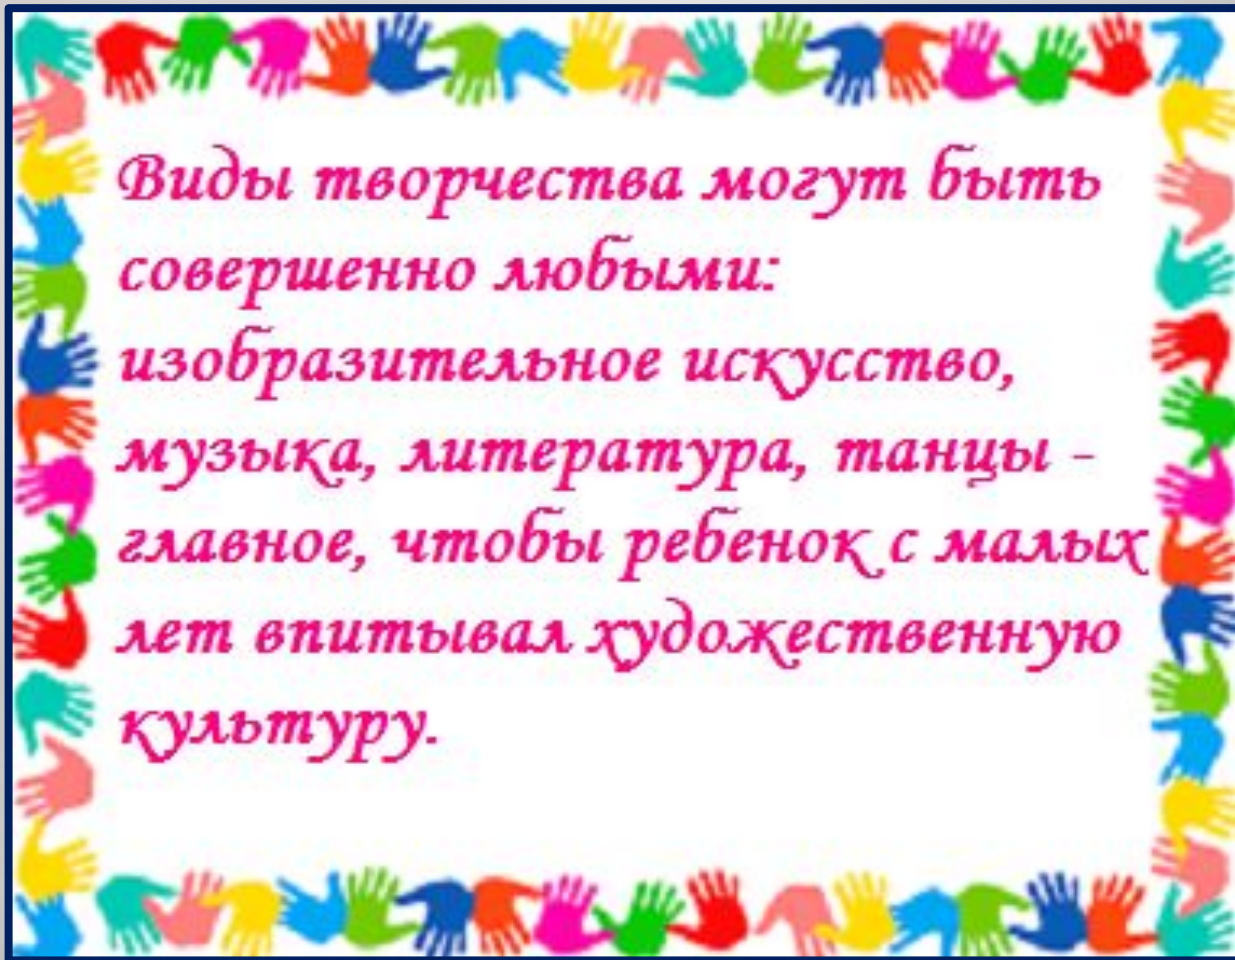 Виды творчества могут быть
совершенно любыми:
изобразительное искусство,
музыка, литература, танцы -
главное, чтобы ребенок с малых
лет впитывал художественную
культуру.